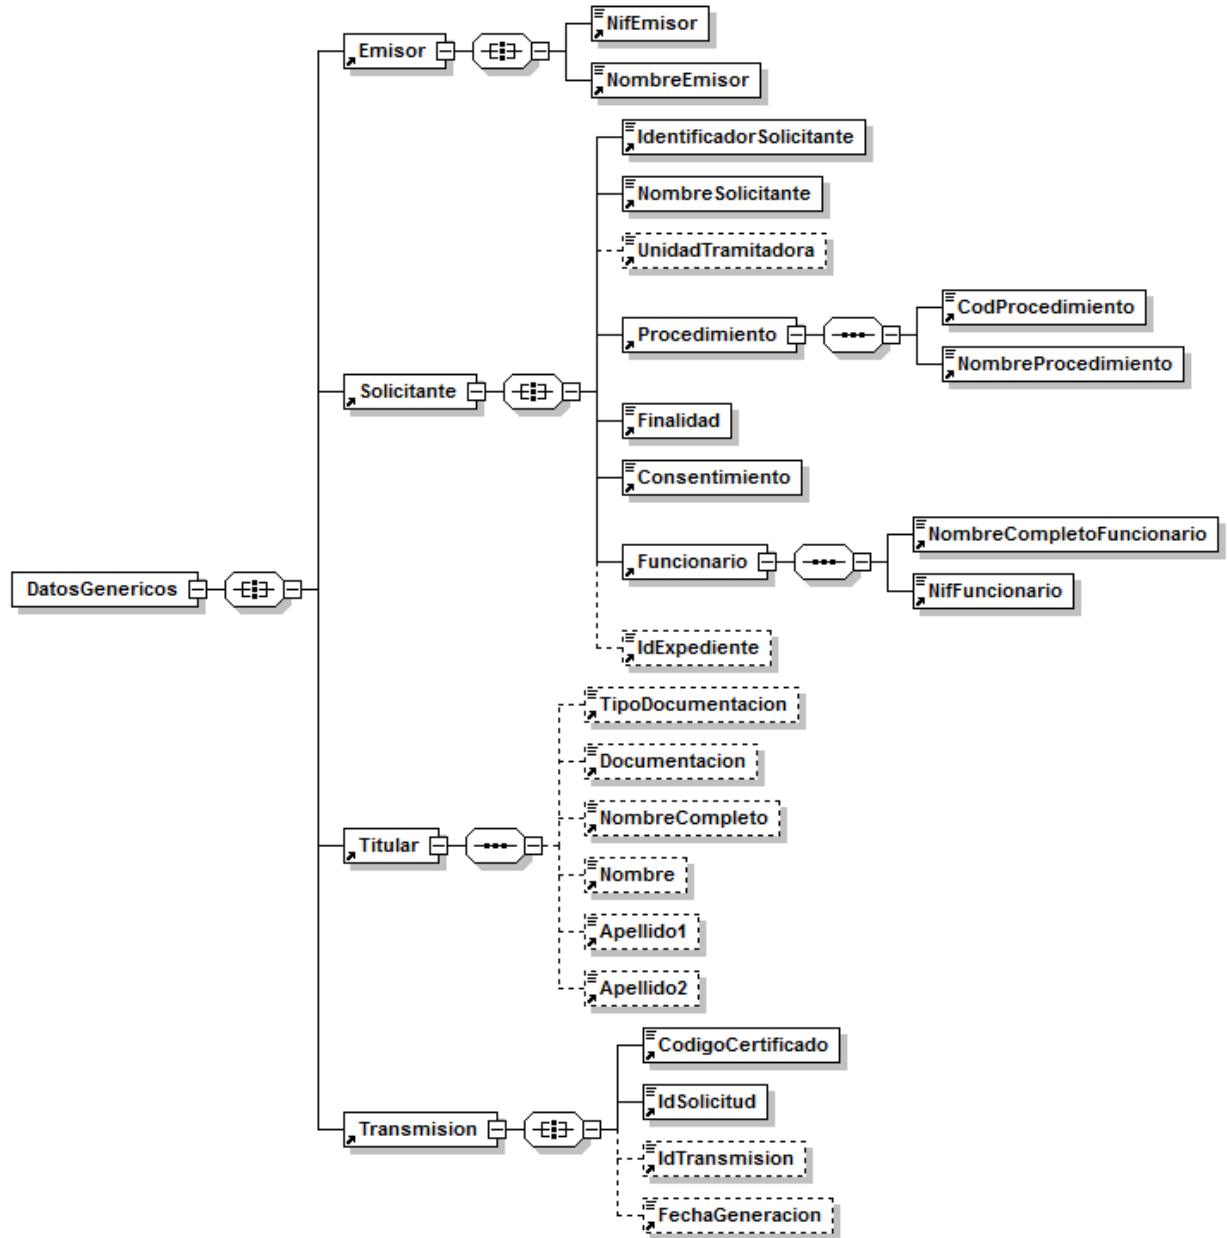 Emisor
NifEmisor
NombreEmisor
IdentificadorSolicitante
NombreSolicitante
UnidadTramitadora
Procedimiento
CodProcedimiento
NombreProcedimiento
Solicitante
Finalidad
Consentimiento
Funcionario
NombreCompletoFuncionario
NifFuncionario
DatosGenericos
IdExpediente
TipoDocumentacion
Documentacion
NombreCompleto
Titular
Nombre
Apellido1
Apellido2
CodigoCertificado
IdSolicitud
Transmision
IdTransmision
FechaGeneracion